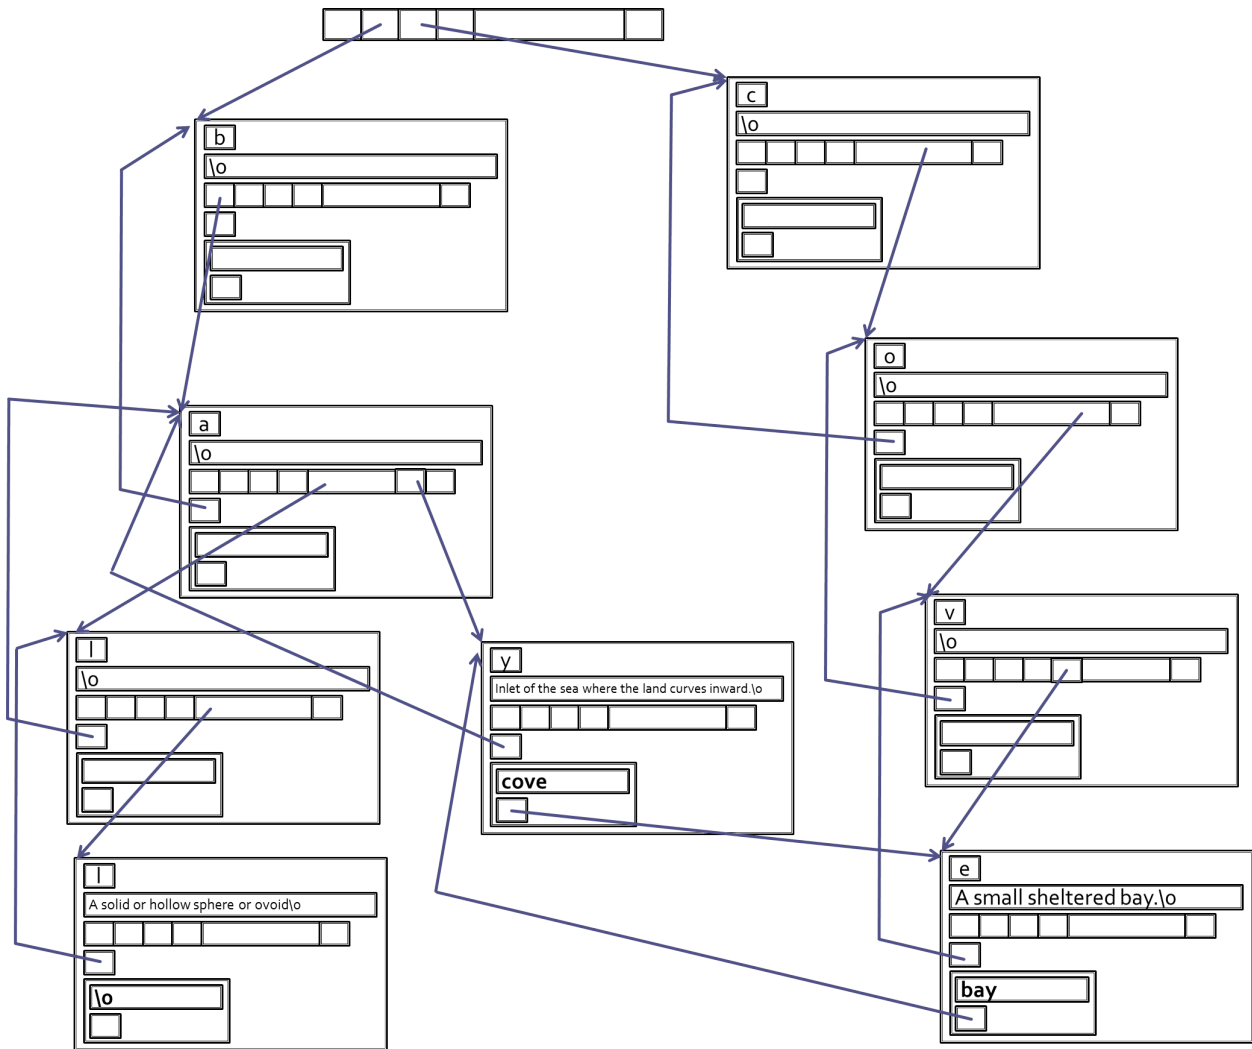 c
\o
b
\o
o
\o
a
\o
v
\o
l
\o
y
Inlet of the sea where the land curves inward.\o
cove
l
A solid or hollow sphere or ovoid\o
\o
e
A small sheltered bay.\o
bay